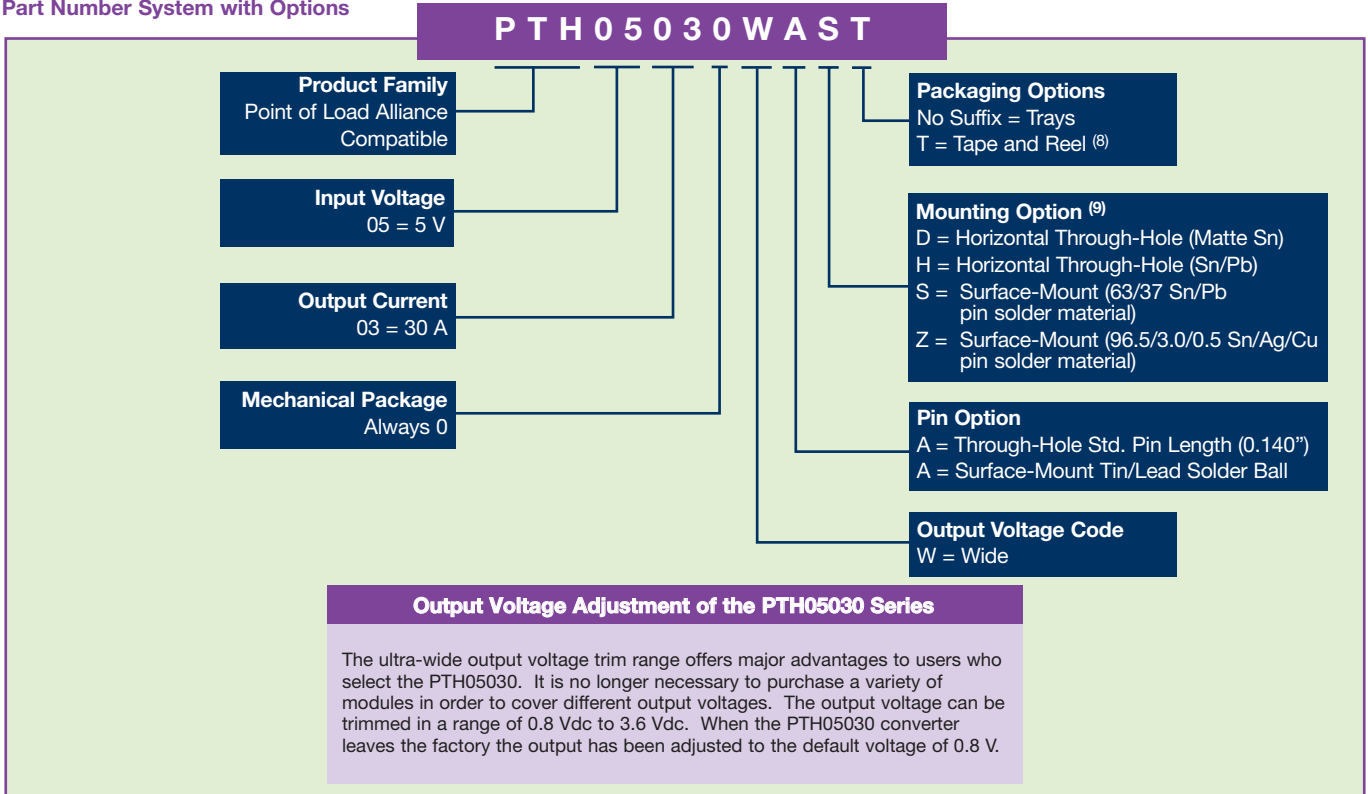 Part Number System with Options
PTH05030WAST
Product Family
Point of Load Alliance
Compatible
Input Voltage
05 = 5 V
Output Current
03 = 30 A
Mechanical Package
Always 0
Packaging Options
No Suffix = Trays
T = Tape and Reel (8)
Mounting Option (9)
D = Horizontal Through-Hole (Matte Sn)
H = Horizontal Through-Hole (Sn/Pb)
S = Surface-Mount (63/37 Sn/Pb
pin solder material)
Z = Surface-Mount (96.5/3.0/0.5 Sn/Ag/Cu
pin solder material)
Pin Option
A = Through-Hole Std. Pin Length (0.140”)
A = Surface-Mount Tin/Lead Solder Ball
Output Voltage Code
W = Wide
Output Voltage Adjustment of the PTH05030 Series
The ultra-wide output voltage trim range offers major advantages to users who
select the PTH05030. It is no longer necessary to purchase a variety of
modules in order to cover different output voltages. The output voltage can be
trimmed in a range of 0.8 Vdc to 3.6 Vdc. When the PTH05030 converter
leaves the factory the output has been adjusted to the default voltage of 0.8 V.